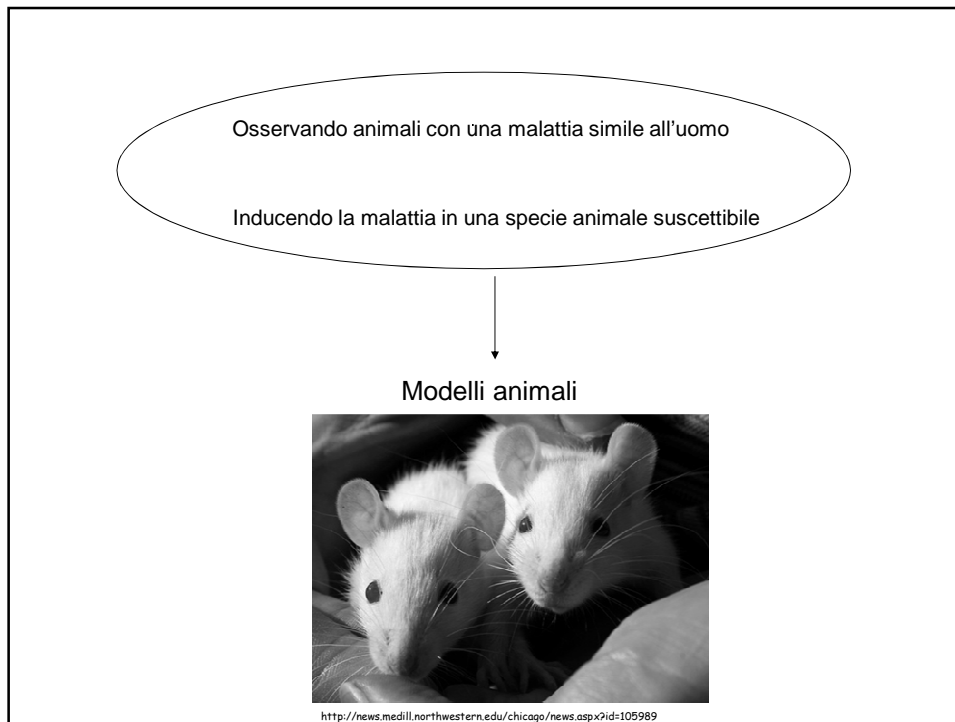 Osservando animali con una malattia simile all'uomo
Inducendo la malattia in una specie animale suscettibile
Modelli animali
http://news.medill.northwestern.edu/chicago/news.aspx?id=105989